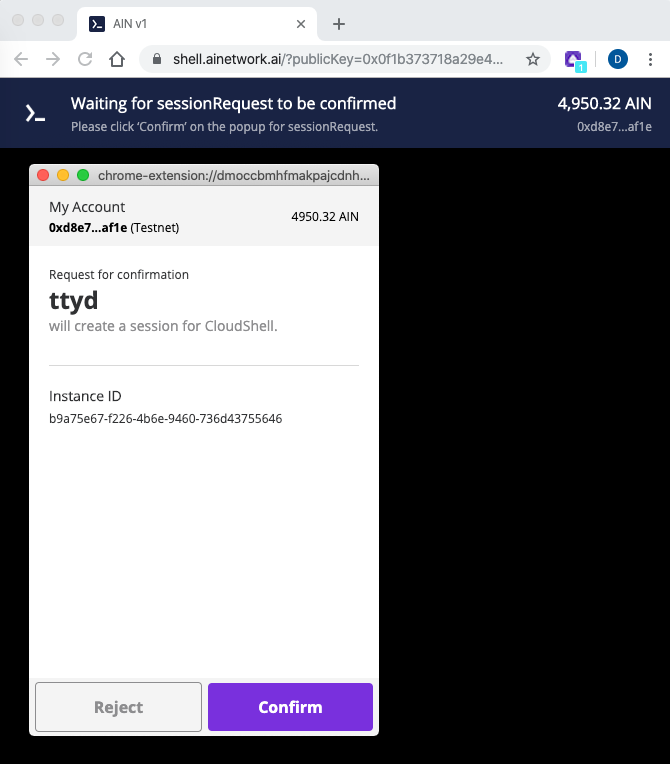 AIN v1
shell.ainetwork.ai/?publicKey=0x0f1b373718a29e4...
1
D
Waiting for sessionRequest to be confirmed
4,950.32 AIN
Please click ‘Confirm’ on the popup for sessionRequest.
0xd8e7...af1e
chrome-extension://dmoccbmhfmakpajcdnh...
My Account
4950.32 AIN
0xd8e7...af1e (Testnet)
Request for confirmation
ttyd
will create a session for CloudShell.
Instance ID
b9a75e67-f226-4b6e-9460-736d43755646
Reject
Confirm